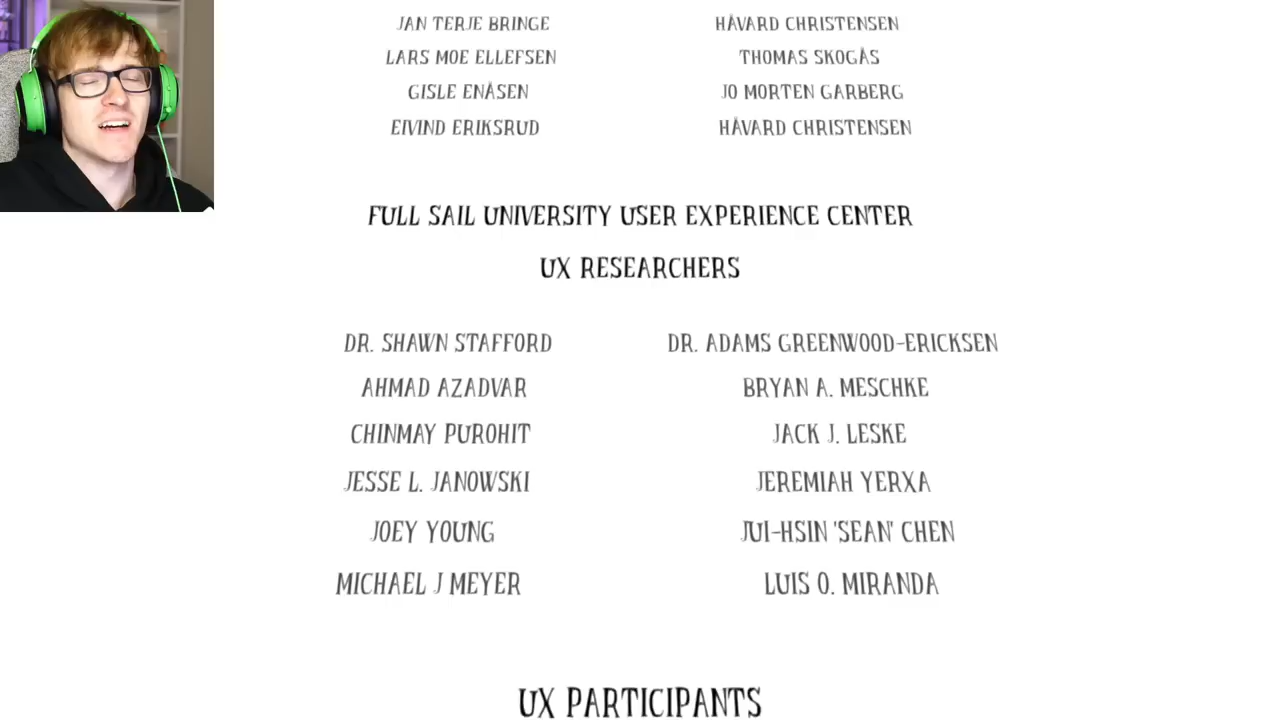 JAN TERJE BRINGE HÅVARD CHRISTENSEN
LARS MOE ELLEFSEN THOMAS SKOGÅS
GISLE ENÅSEN JO MORTEN GARBERG
EIVIND ERIKSRUD HÅVARD CHRISTENSEN
FULL SAIL UNIVERSITY USER EXPERIENCE CENTER
UX RESEARCHERS
DR. SHAWN STAFFORD DR. ADAMS GREENWOOD-ERICKSEN
AHMAD AZADVAR BRYAN A. MESCHKE
CHINMAY PUROHIT JACK J. LESKE
JESSE L. JANOWSKI JEREMIAH YERXA
JOEY YOUNG JUI-HSIN 'SEAN' CHEN
MICHAEL J MEYER LUIS O. MIRANDA
UX PARTICIPANTS